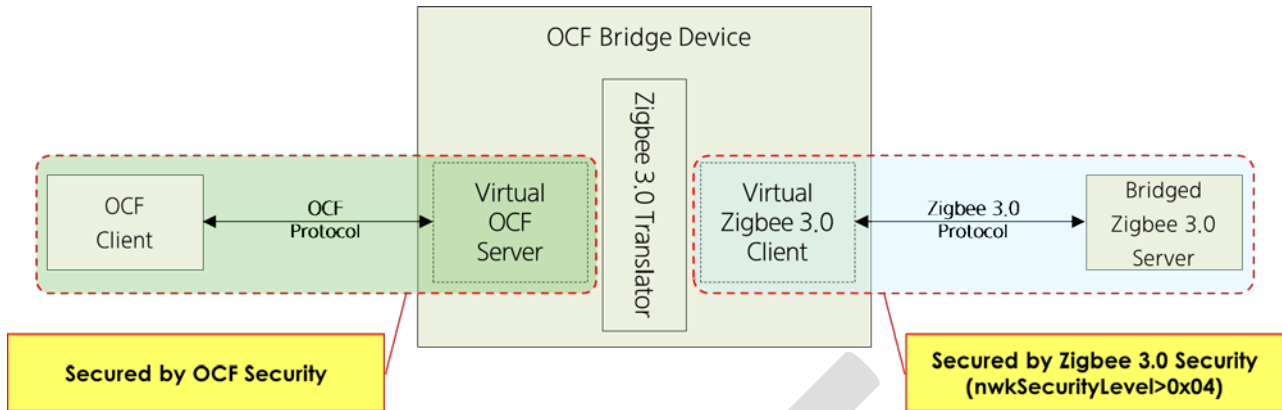 OCF Bridge Device
OCF
Client
OCF
Protocol
Virtual
OCF
Server
Zigbee 3.0 Translator
Virtual
Zigbee 3.0
Client
Zigbee 3.0
Protocol
Bridged
Zigbee 3.0
Server
Secured by OCF Security
Secured by Zigbee 3.0 Security
(nwkSecurityLevel>0x04)